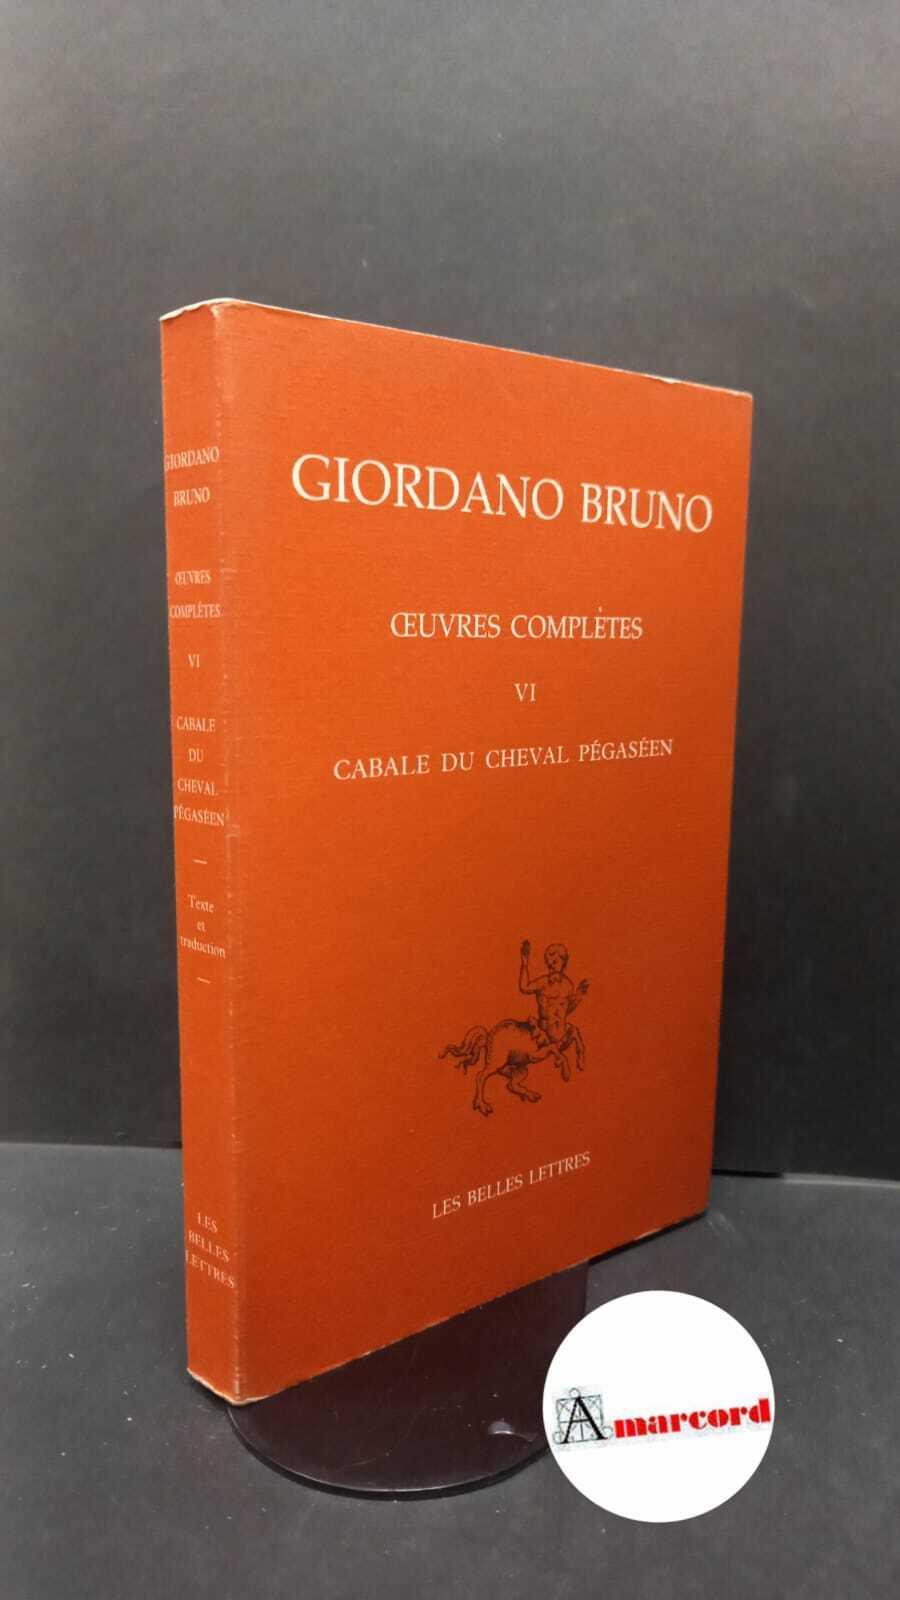 GIORDANO
BRUNO
ŒUVRES
COMPLÈTES
VI
CABALE
DU
CHEVAL
PÉGASÉEN
—
Texte
et
traduction
—
LES
BELLES
LETTRES
GIORDANO BRUNO
ŒUVRES COMPLÈTES
VI
CABALE DU CHEVAL PÉGASÉEN
LES BELLES LETTRES
Amarcord